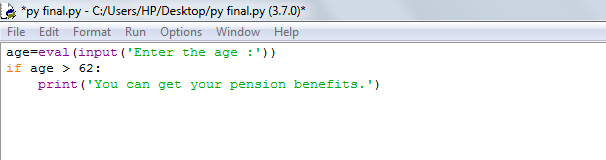 *py final.py - C:/Users/HP/Desktop/py final.py (3.7.0)*
File Edit Format Run Options Window Help
age=eval(input('Enter the age :'))
if age > 62:
    print('You can get your pension benefits.')